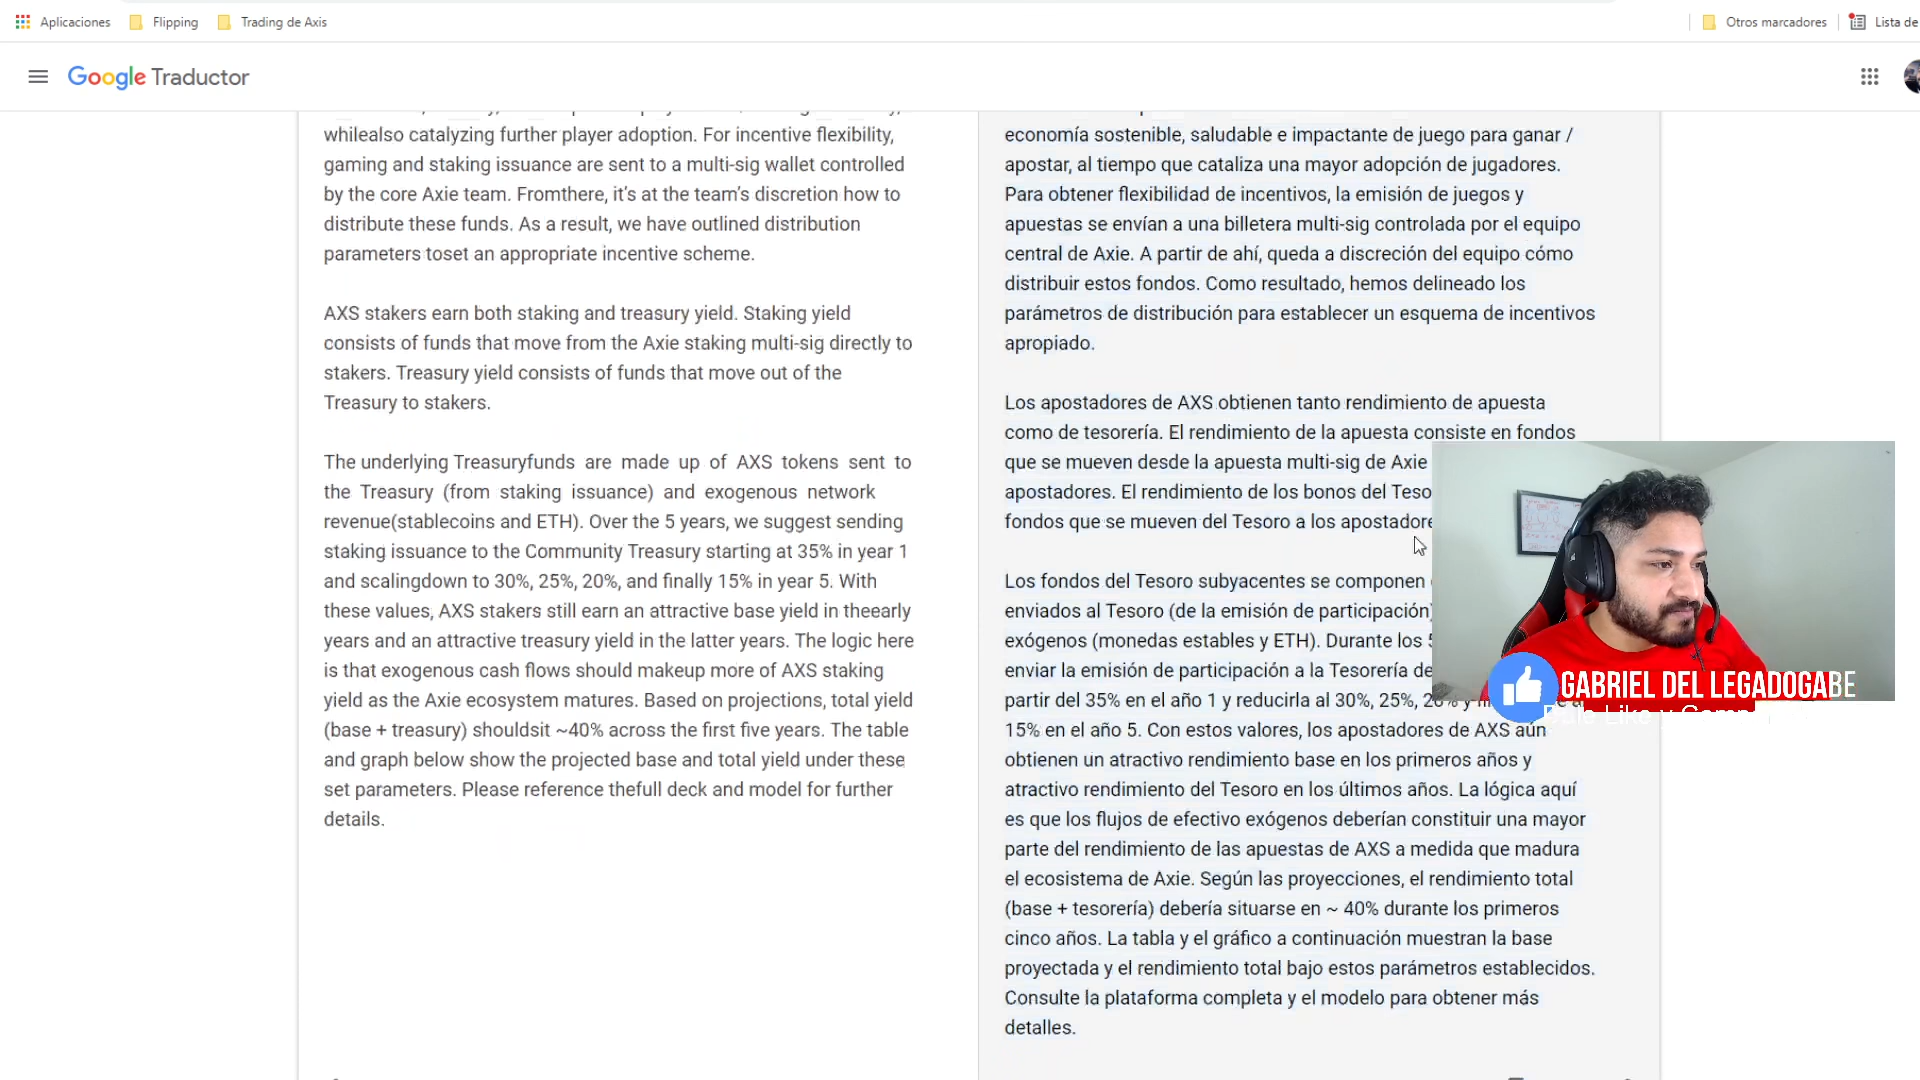 Aplicaciones Flipping Trading de Axis Otros marcadores Lista de
Google Traductor
whilealso catalyzing further player adoption. For incentive flexibility,
gaming and staking issuance are sent to a multi-sig wallet controlled
by the core Axie team. Fromthere, it's at the team's discretion how to
distribute these funds. As a result, we have outlined distribution
parameters toset an appropriate incentive scheme.
AXS stakers earn both staking and treasury yield. Staking yield
consists of funds that move from the Axie staking multi-sig directly to
stakers. Treasury yield consists of funds that move out of the
Treasury to stakers.
The underlying Treasuryfunds are made up of AXS tokens sent to
the Treasury (from staking issuance) and exogenous network
revenue(stablecoins and ETH). Over the 5 years, we suggest sending
staking issuance to the Community Treasury starting at 35% in year 1
and scalingdown to 30%, 25%, 20%, and finally 15% in year 5. With
these values, AXS stakers still earn an attractive base yield in theearly
years and an attractive treasury yield in the latter years. The logic here
is that exogenous cash flows should makeup more of AXS staking
yield as the Axie ecosystem matures. Based on projections, total yield
(base + treasury) shouldsit ~40% across the first five years. The table
and graph below show the projected base and total yield under these
set parameters. Please reference thefull deck and model for further
details.
economía sostenible, saludable e impactante de juego para ganar /
apostar, al tiempo que cataliza una mayor adopción de jugadores.
Para obtener flexibilidad de incentivos, la emisión de juegos y
apuestas se envían a una billetera multi-sig controlada por el equipo
central de Axie. A partir de ahí, queda a discreción del equipo cómo
distribuir estos fondos. Como resultado, hemos delineado los
parámetros de distribución para establecer un esquema de incentivos
apropiado.
Los apostadores de AXS obtienen tanto rendimiento de apuesta
como de tesorería. El rendimiento de la apuesta consiste en fondos
que se mueven desde la apuesta multi-sig de Axie
apostadores. El rendimiento de los bonos del Teso
fondos que se mueven del Tesoro a los apostadore
Los fondos del Tesoro subyacentes se componen
enviados al Tesoro (de la emisión de participación)
exógenos (monedas estables y ETH). Durante los 5
enviar la emisión de participación a la Tesorería de
partir del 35% en el año 1 y reducirla al 30%, 25%, 20% y
15% en el año 5. Con estos valores, los apostadores de AXS aún
obtienen un atractivo rendimiento base en los primeros años y
atractivo rendimiento del Tesoro en los últimos años. La lógica aquí
es que los flujos de efectivo exógenos deberían constituir una mayor
parte del rendimiento de las apuestas de AXS a medida que madura
el ecosistema de Axie. Según las proyecciones, el rendimiento total
(base + tesorería) debería situarse en ~ 40% durante los primeros
cinco años. La tabla y el gráfico a continuación muestran la base
proyectada y el rendimiento total bajo estos parámetros establecidos.
Consulte la plataforma completa y el modelo para obtener más
detalles.
GABRIEL DEL LEGADOGABE